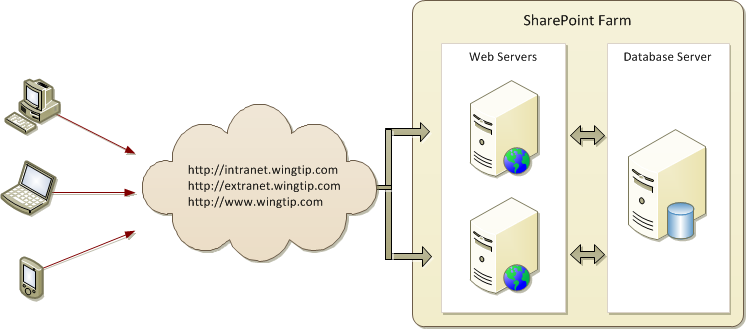 SharePoint Farm
Web Servers
Database Server
http://intranet.wingtip.com
http://extranet.wingtip.com
http://www.wingtip.com